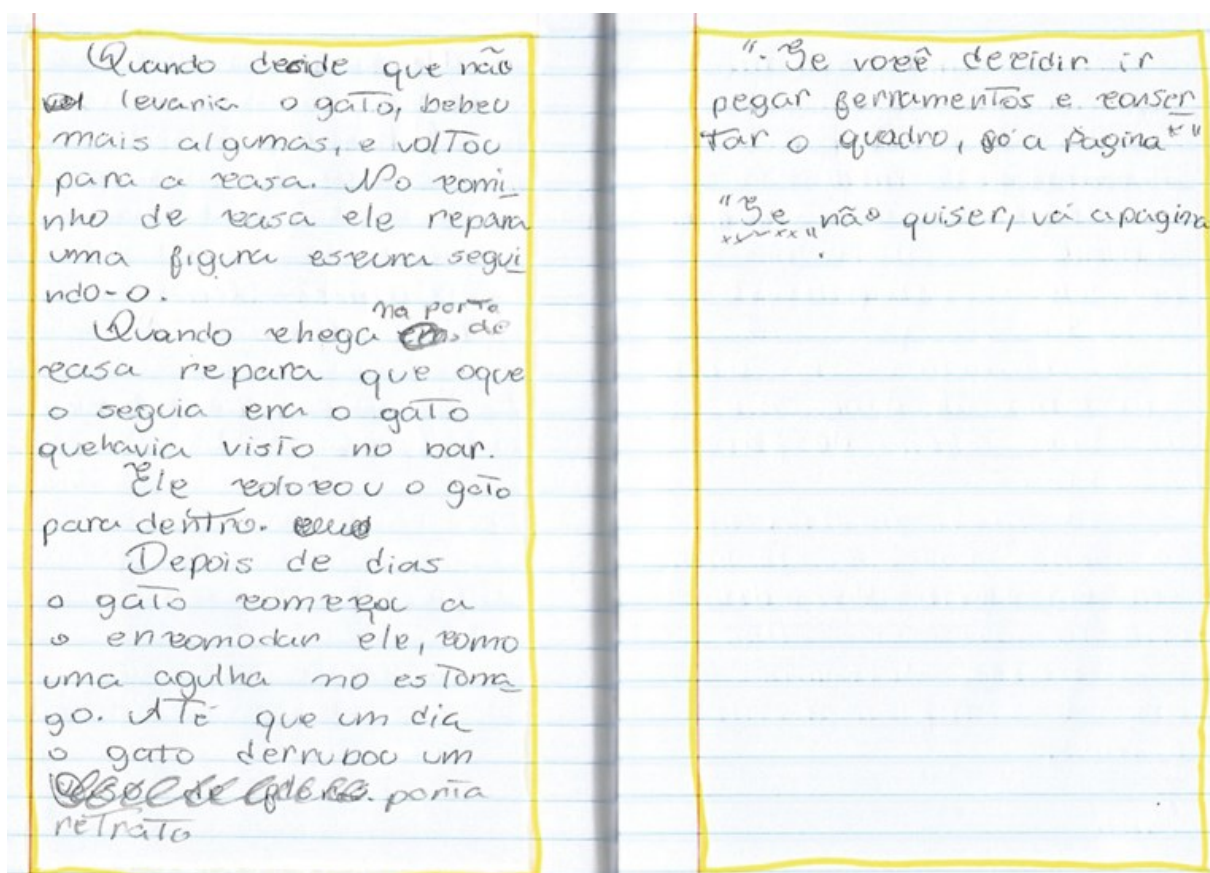 Quando decide que não
levaria o gato, bebeu
mais algumas, e voltou
para a casa. No comi-
nho de casa ele repara
uma figura escura segui-
ndo-o.
Quando chega na porta de
casa repara que oque
o seguia era o gato
quehavia visto no bar.
Ele colocou o gato
para dentro.
Depois de dias
o gato começou a
o encomodar ele, como
uma agulha no estoma-
go. Até que um dia
o gato derrubou um
porta
retrato
"· Se você decidir ir
pegar ferramentos e conser-
tar o quadro, a Pagina
"Se não quiser, vá apagina